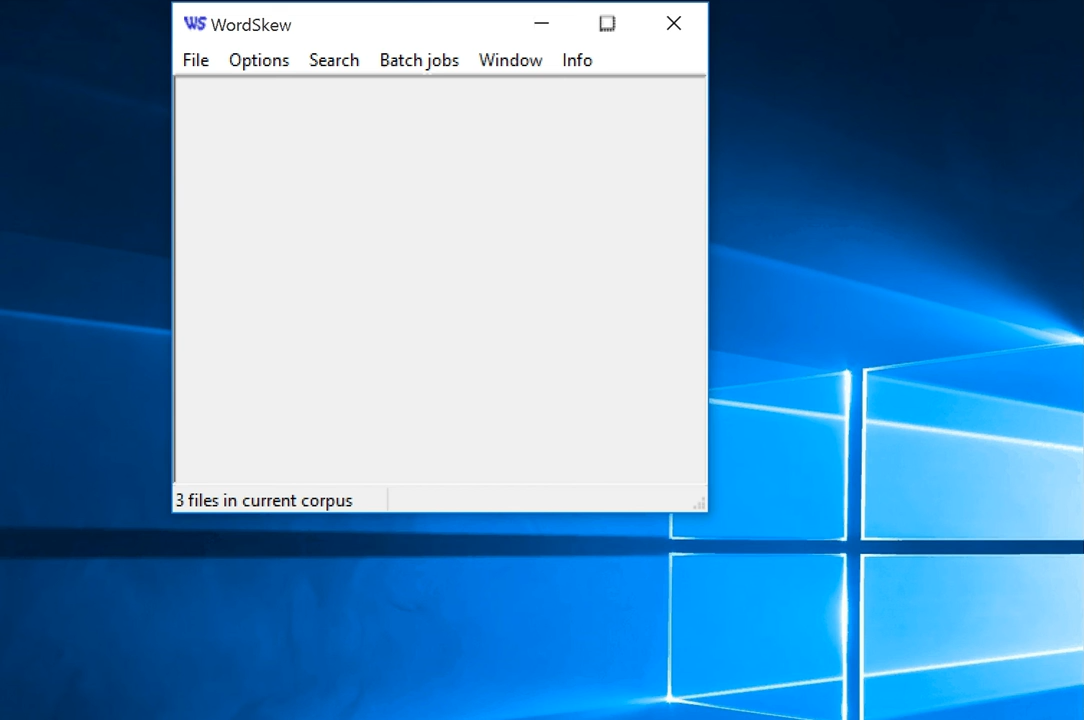 WS WordSkew
File Options Search Batch jobs Window Info
3 files in current corpus